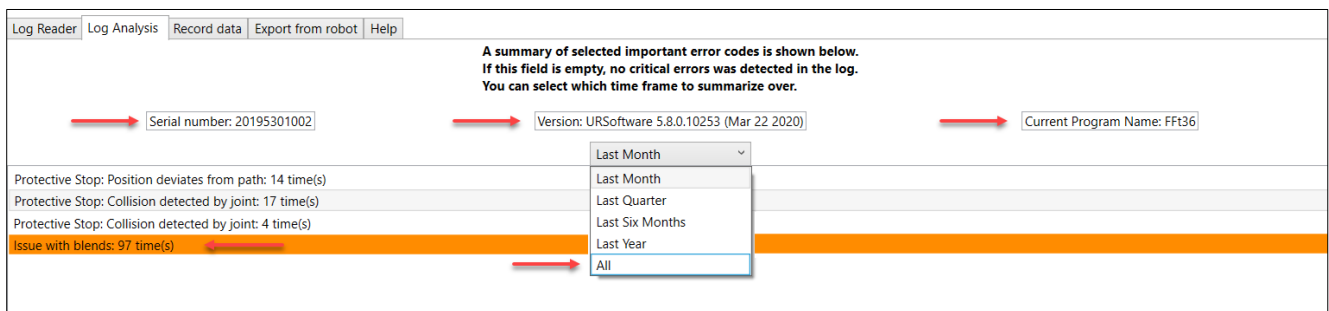 Log Reader Log Analysis Record data Export from robot Help
A summary of selected important error codes is shown below.
If this field is empty, no critical errors was detected in the log.
You can select which time frame to summarize over.
Serial number: 20195301002 Version: URSoftware 5.8.0.10253 (Mar 22 2020) Current Program Name: FFt36
Last Month
Protective Stop: Position deviates from path: 14 time(s)
Protective Stop: Collision detected by joint: 17 time(s)
Protective Stop: Collision detected by joint: 4 time(s)
Issue with blends: 97 time(s)
Last Month
Last Quarter
Last Six Months
Last Year
All